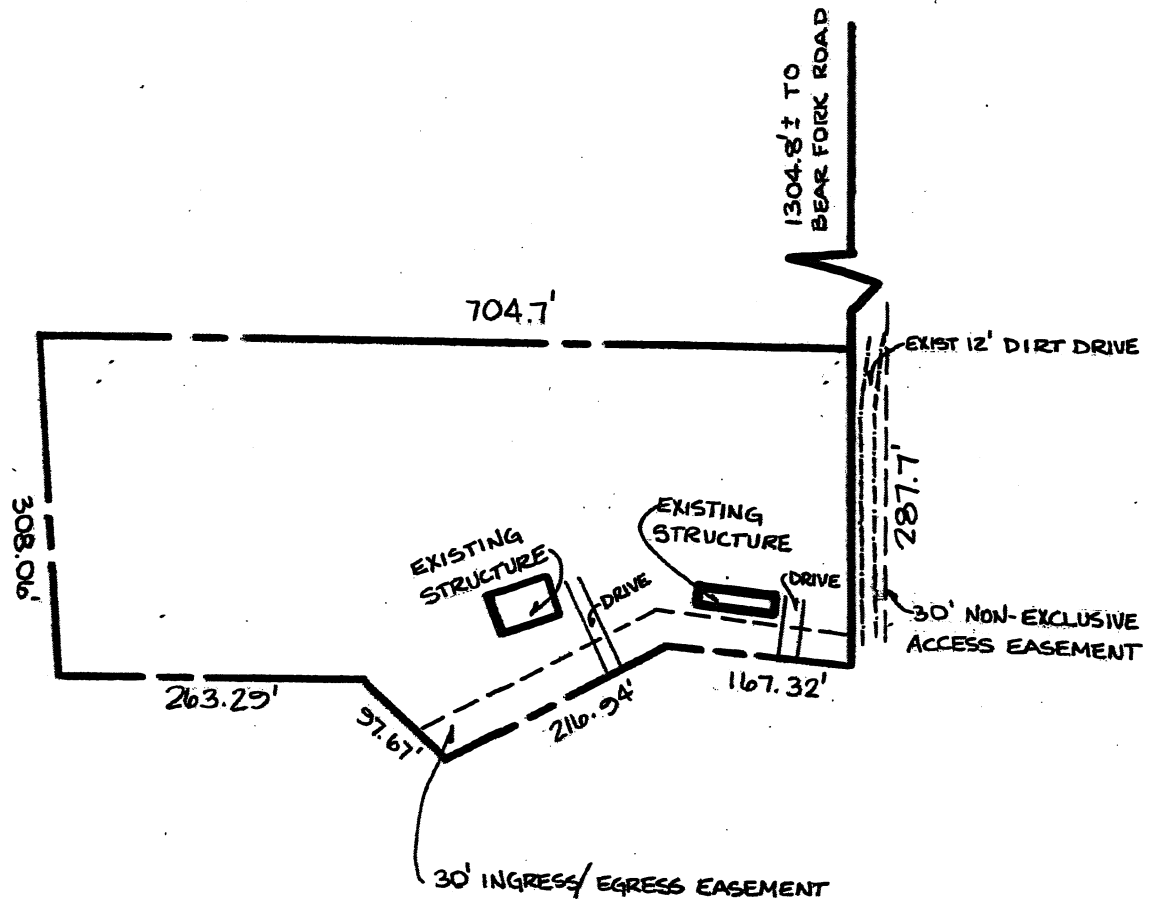 1304.8'± TO
BEAR FORK ROAD
704.7'
EXIST 12' DIRT DRIVE
287.7'
308.06'
EXISTING
STRUCTURE
EXISTING
STRUCTURE
DRIVE
DRIVE
30' NON-EXCLUSIVE
ACCESS EASEMENT
263.29'
97.67'
216.94'
167.32'
30' INGRESS/EGRESS EASEMENT